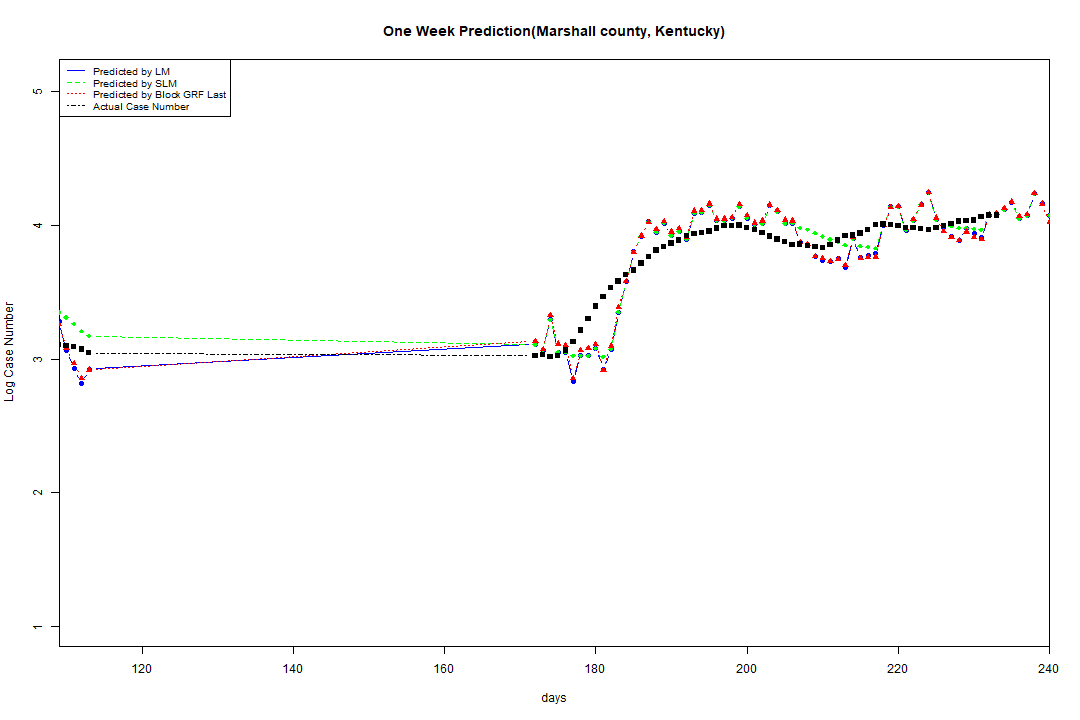 One Week Prediction(Marshall county, Kentucky)
Predicted by LM
Predicted by SLM
Predicted by Block GRF Last
Actual Case Number
5
4
3
2
1
Log Case Number
120 140 160 180 200 220 240
days